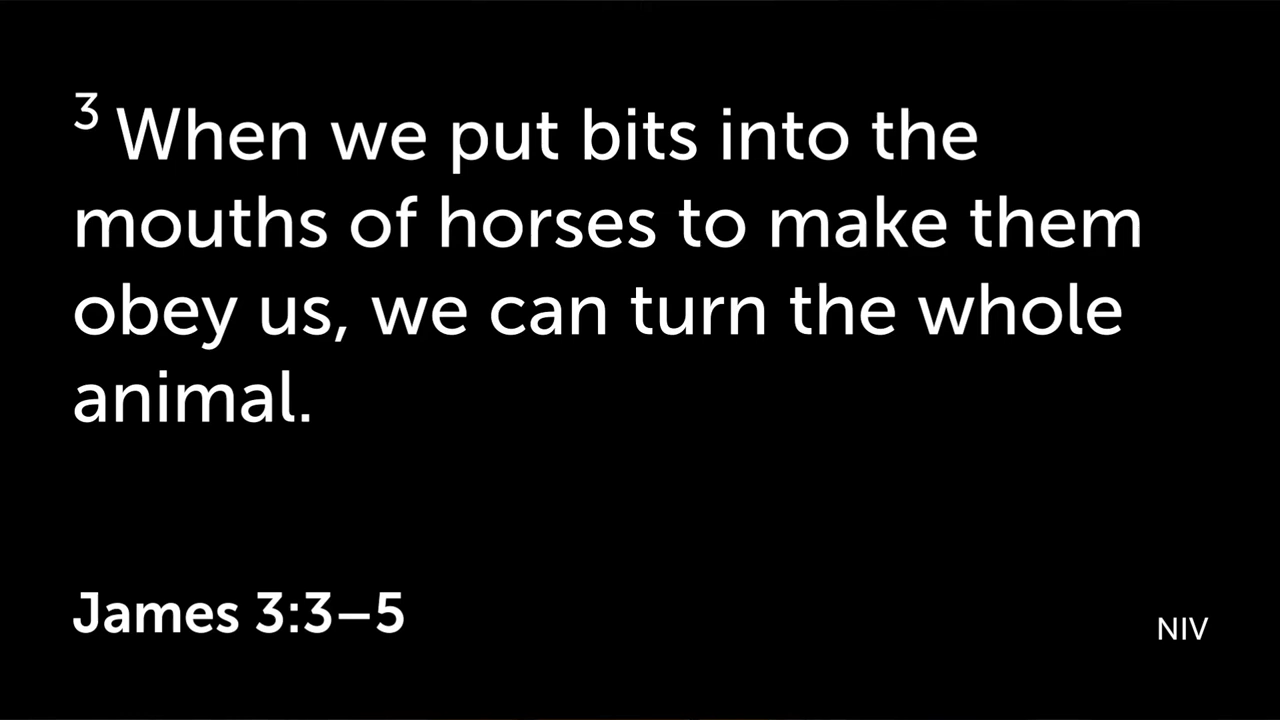 3 When we put bits into the
mouths of horses to make them
obey us, we can turn the whole
animal.
James 3:3–5
NIV